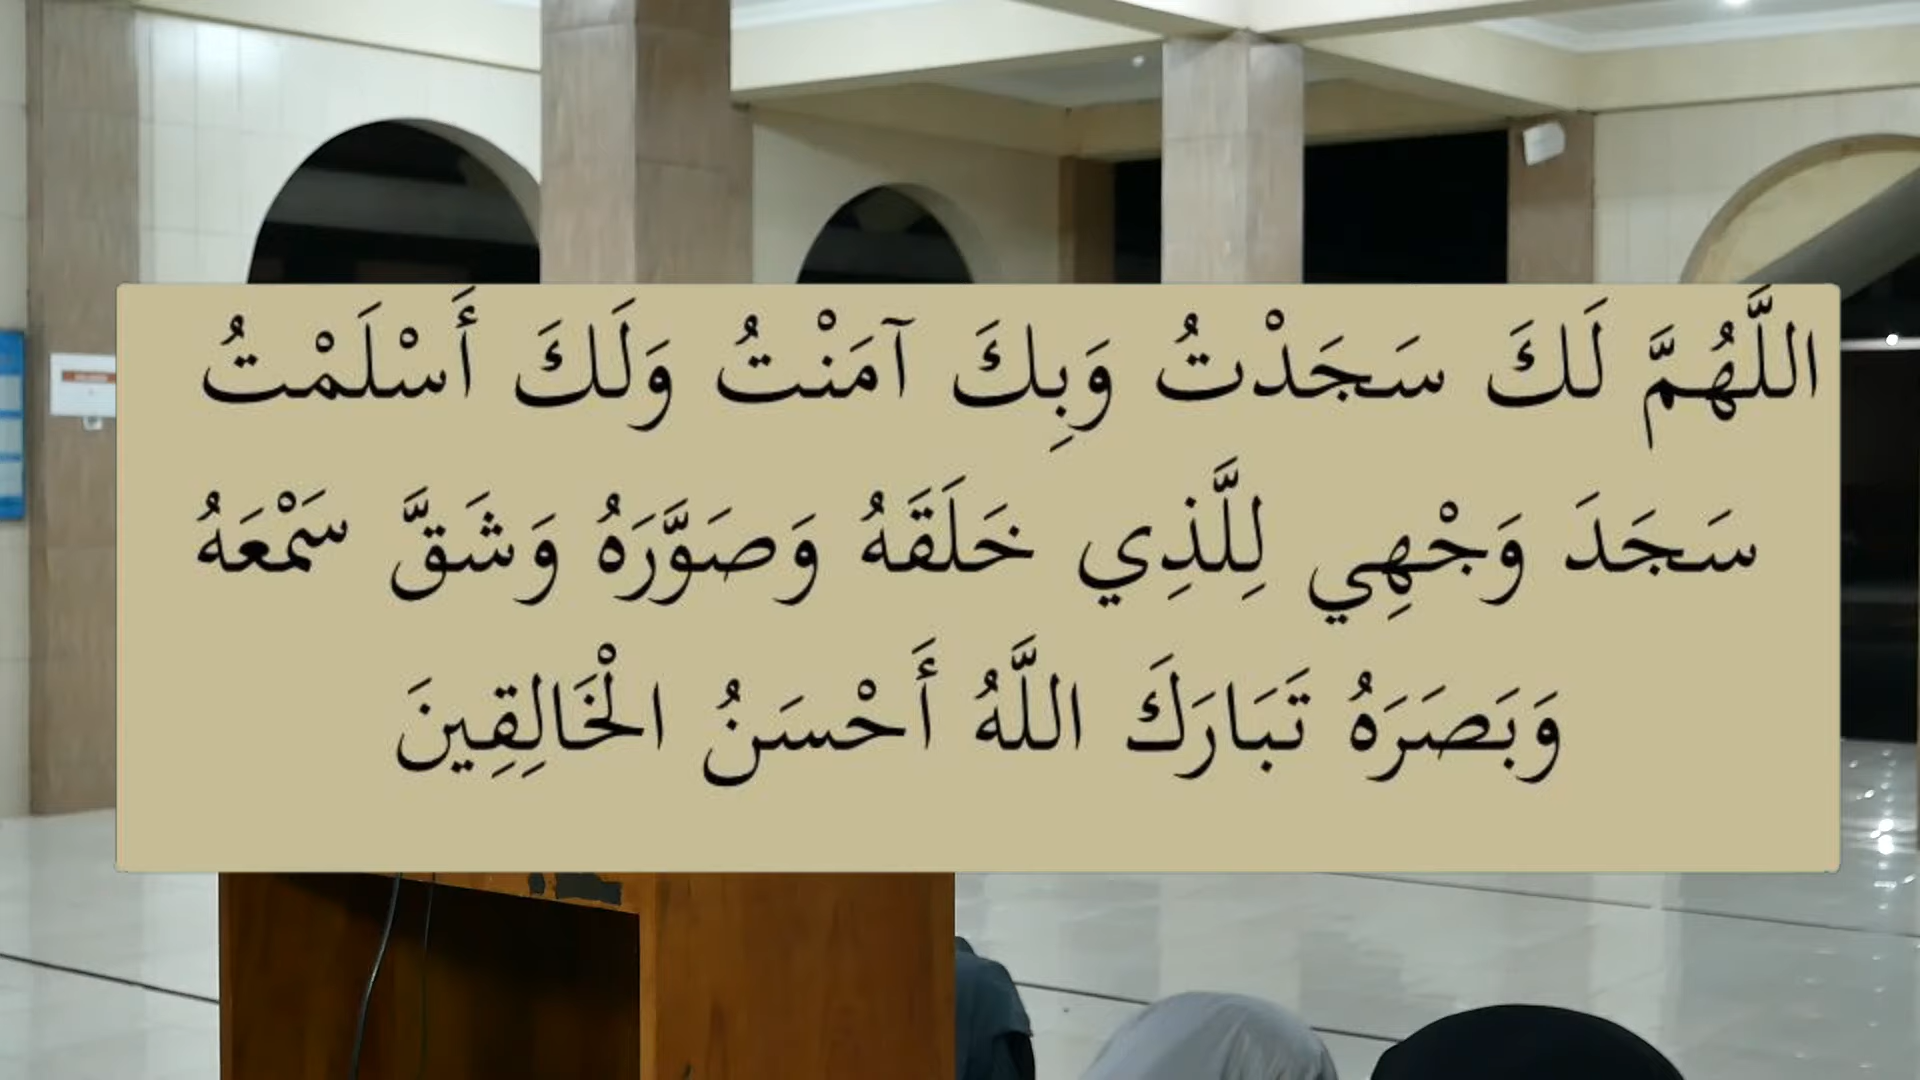 اللَّهُمَّ لَكَ سَجَدْتُ وَبِكَ آمَنْتُ وَلَكَ أَسْلَمْتُ
سَجَدَ وَجْهِي لِلَّذِي خَلَقَهُ وَصَوَّرَهُ وَشَقَّ سَمْعَهُ
وَبَصَرَهُ تَبَارَكَ اللَّهُ أَحْسَنُ الْخَالِقِينَ